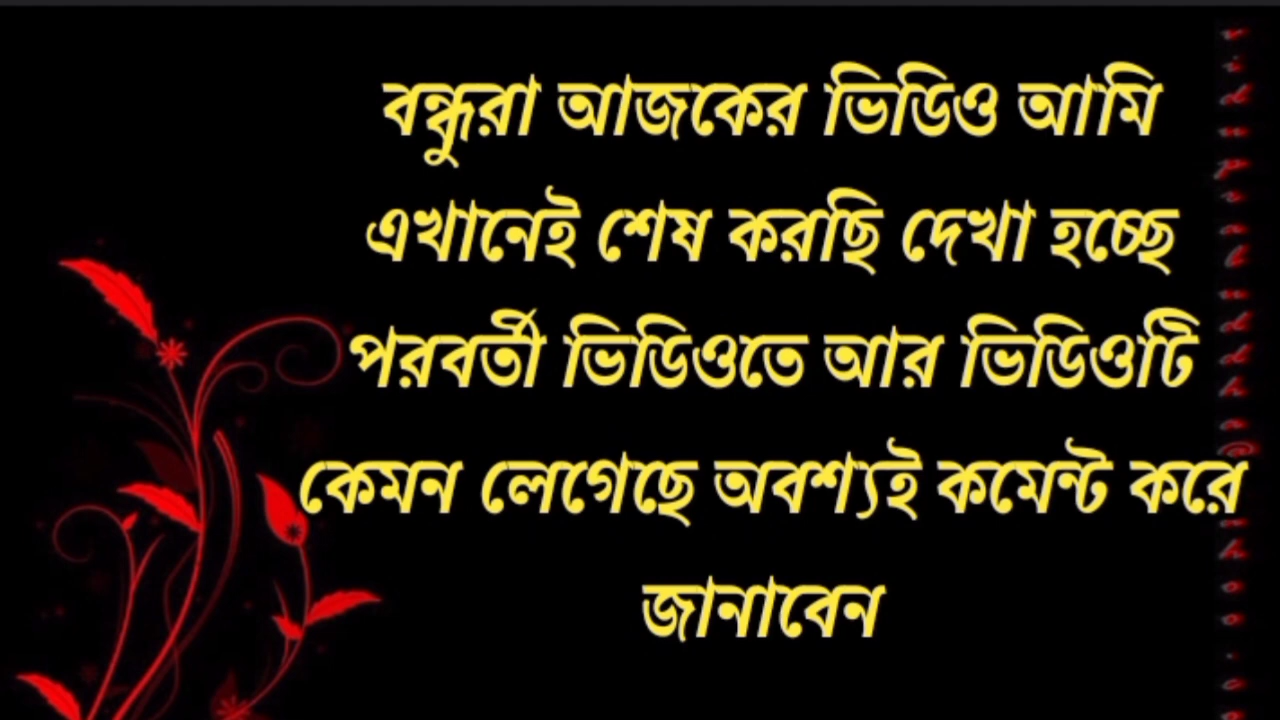 বন্ধুরা আজকের ভিডিও আমি
এখানেই শেষ করছি দেখা হচ্ছে
পরবর্তী ভিডিওতে আর ভিডিওটি
কেমন লেগেছে অবশ্যই কমেন্ট করে
জানাবেন